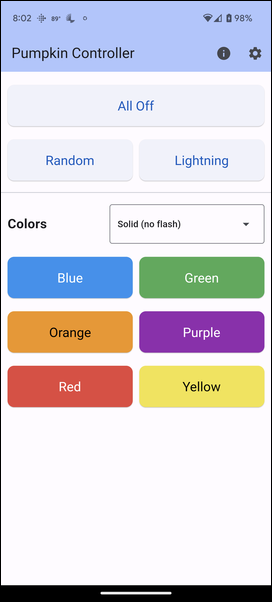 8:02 89° 98%
Pumpkin Controller
All Off
Random Lightning
Colors Solid (no flash)
Blue Green
Orange Purple
Red Yellow